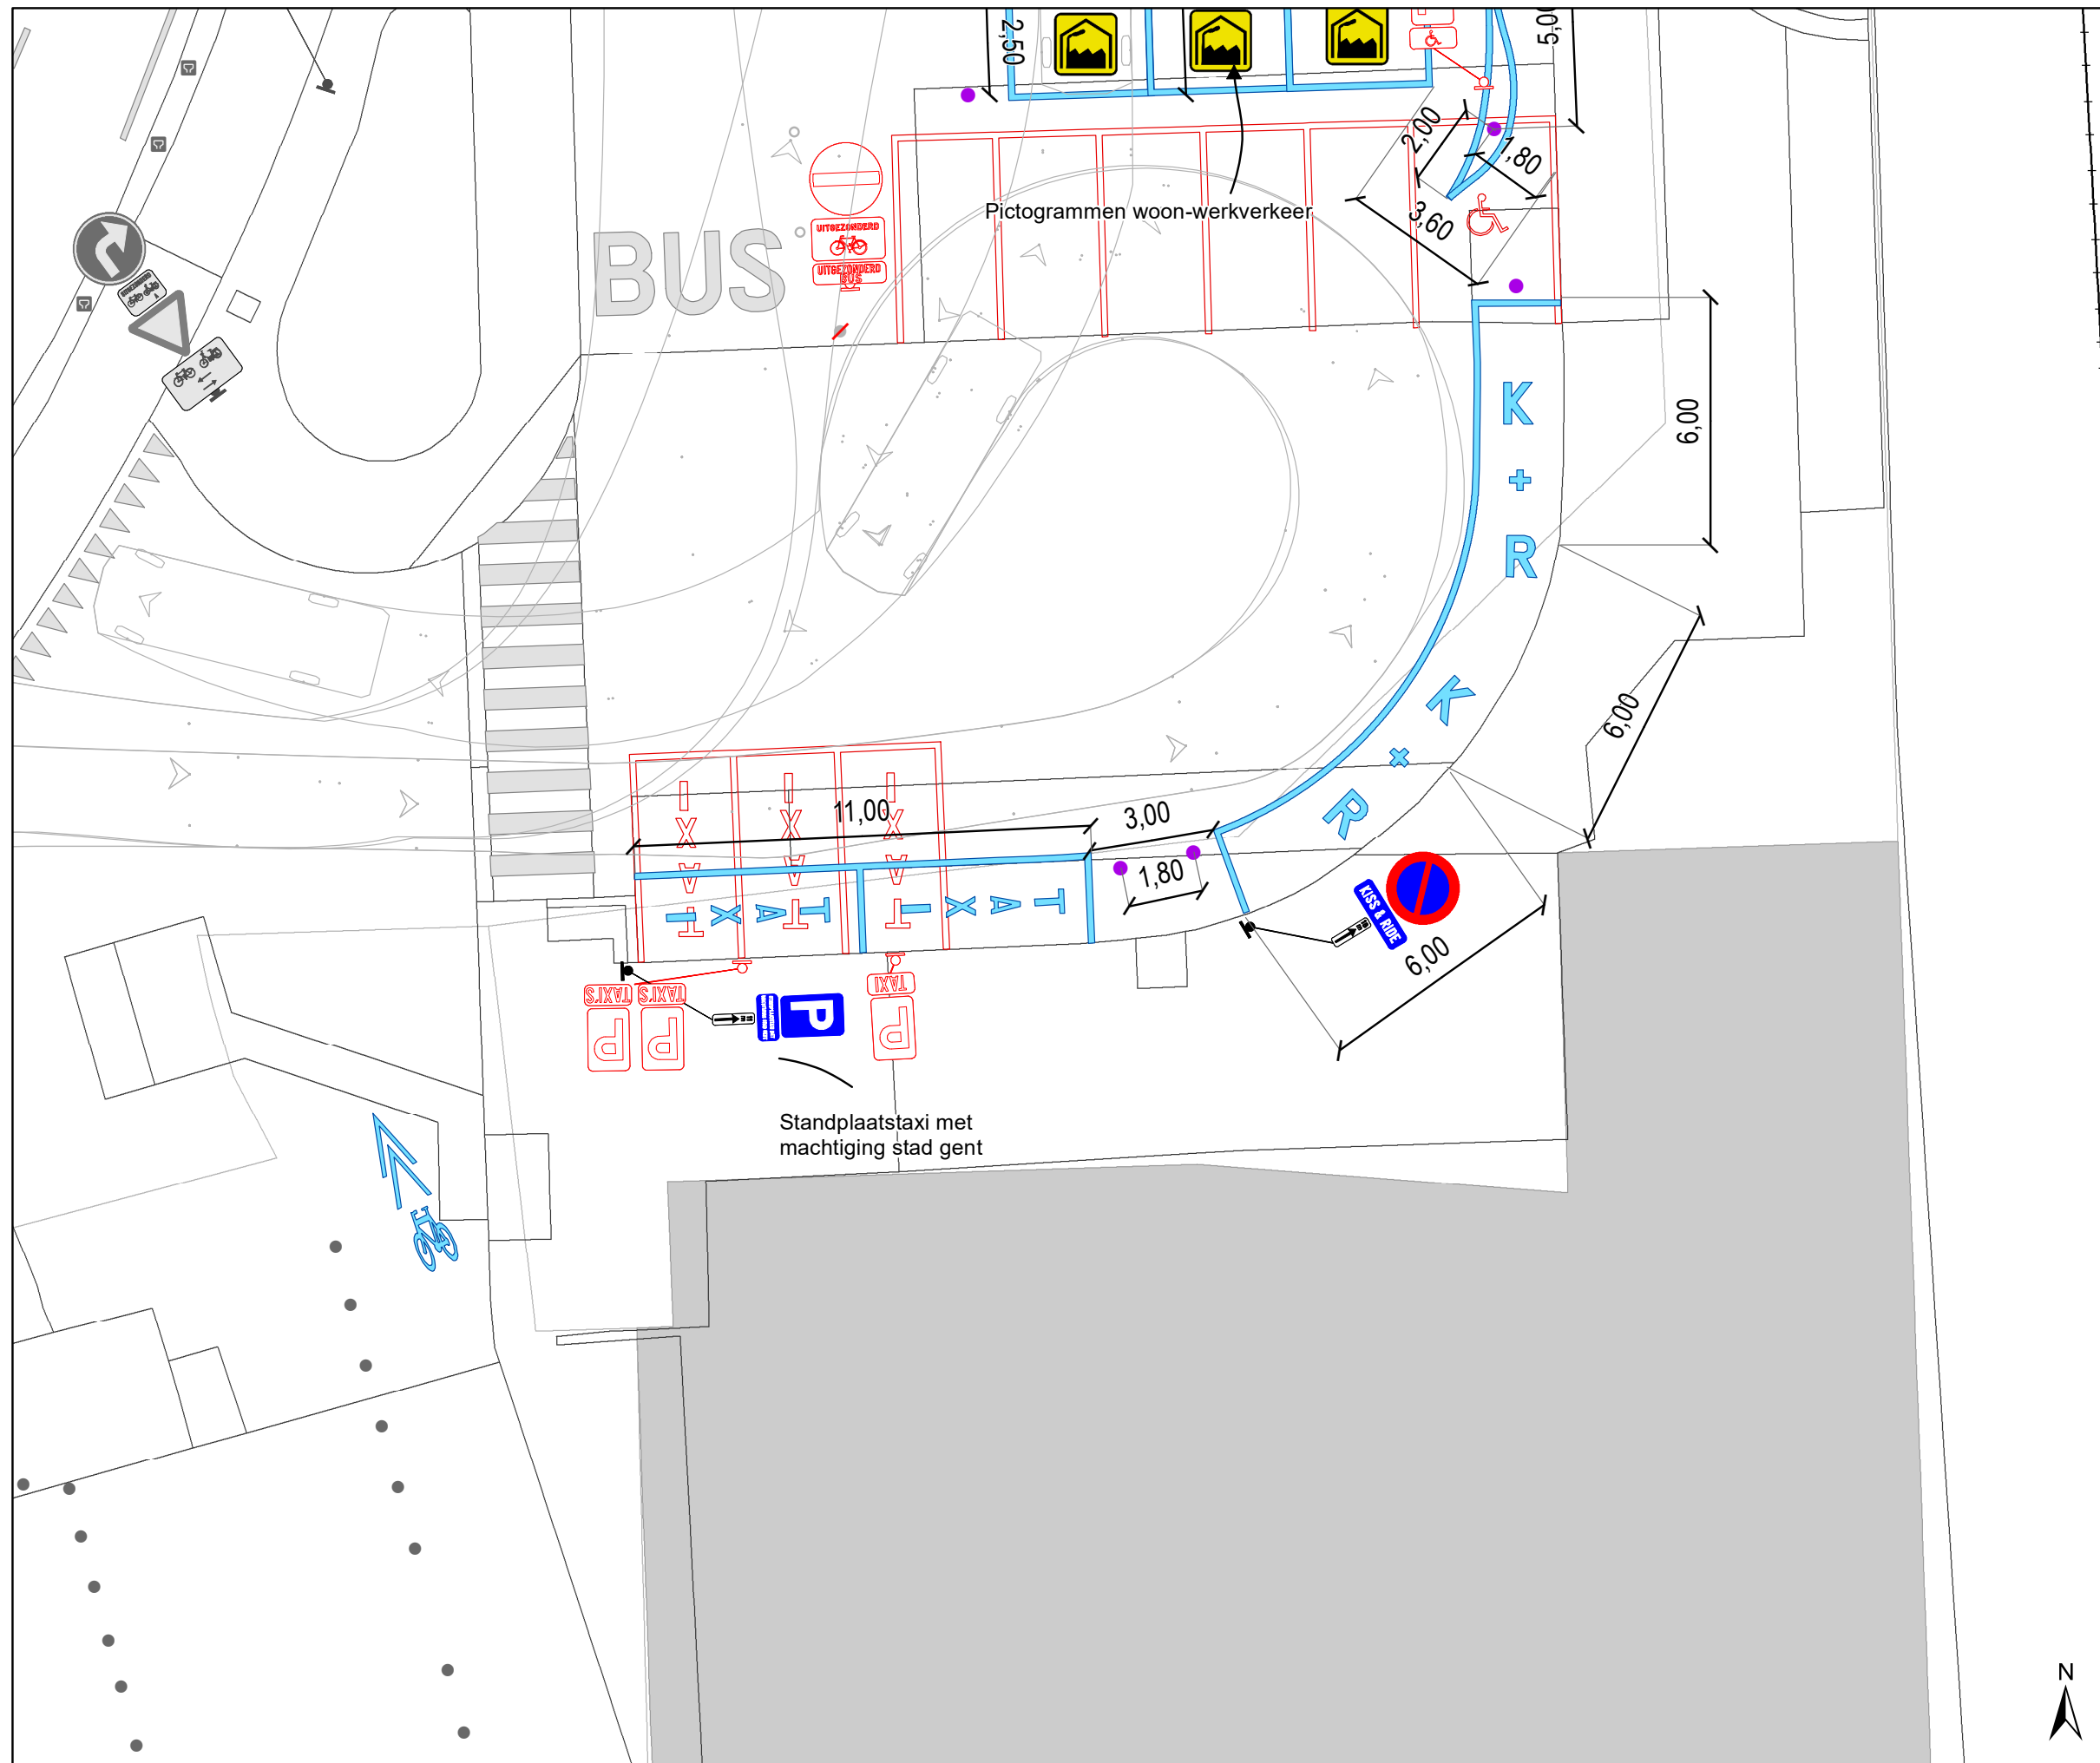 2,50
5,00
2,00
1,80
3,60
Pictogrammen woon-werkverkeer
UITGEZONDERD
UITGEZONDERD
BUS
BUS
K + R
6,00
K + R
6,00
11,00
3,00
1,80
TAXI
TAXI
TAXI
TAXI
TAXI
KISS & RIDE
6,00
TAXI'S
TAXI'S
TAXI
P
P
P
P
Standplaatstaxi met
machtiging stad gent
N